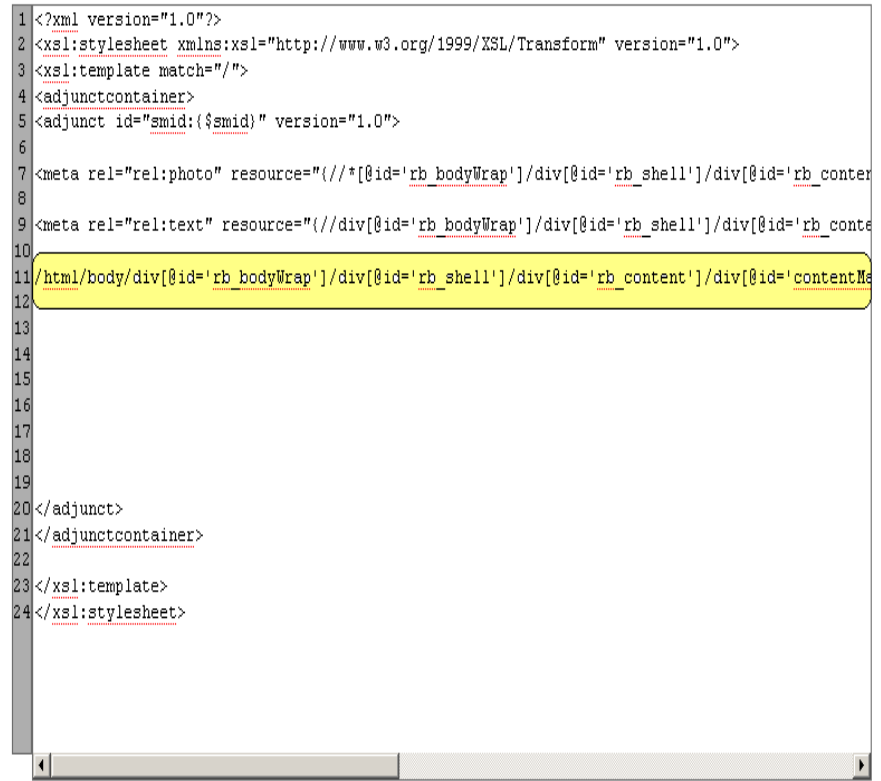 1 <?xml version="1.0"?>
2 <xsl:stylesheet xmlns:xsl="http://www.w3.org/1999/XSL/Transform" version="1.0">
3 <xsl:template match="/">
4 <adjunctcontainer>
5 <adjunct id="smid:{$smid}" version="1.0">
6
7 <meta rel="rel:photo" resource="{//*[@id='rb_bodyWrap']/div[@id='rb_shell']/div[@id='rb_conten
8
9 <meta rel="rel:text" resource="{//div[@id='rb_bodyWrap']/div[@id='rb_shell']/div[@id='rb_conte
10
11 /html/body/div[@id='rb_bodyWrap']/div[@id='rb_shell']/div[@id='rb_content']/div[@id='contentMa
12
13
14
15
16
17
18
19
20 </adjunct>
21 </adjunctcontainer>
22
23 </xsl:template>
24 </xsl:stylesheet>